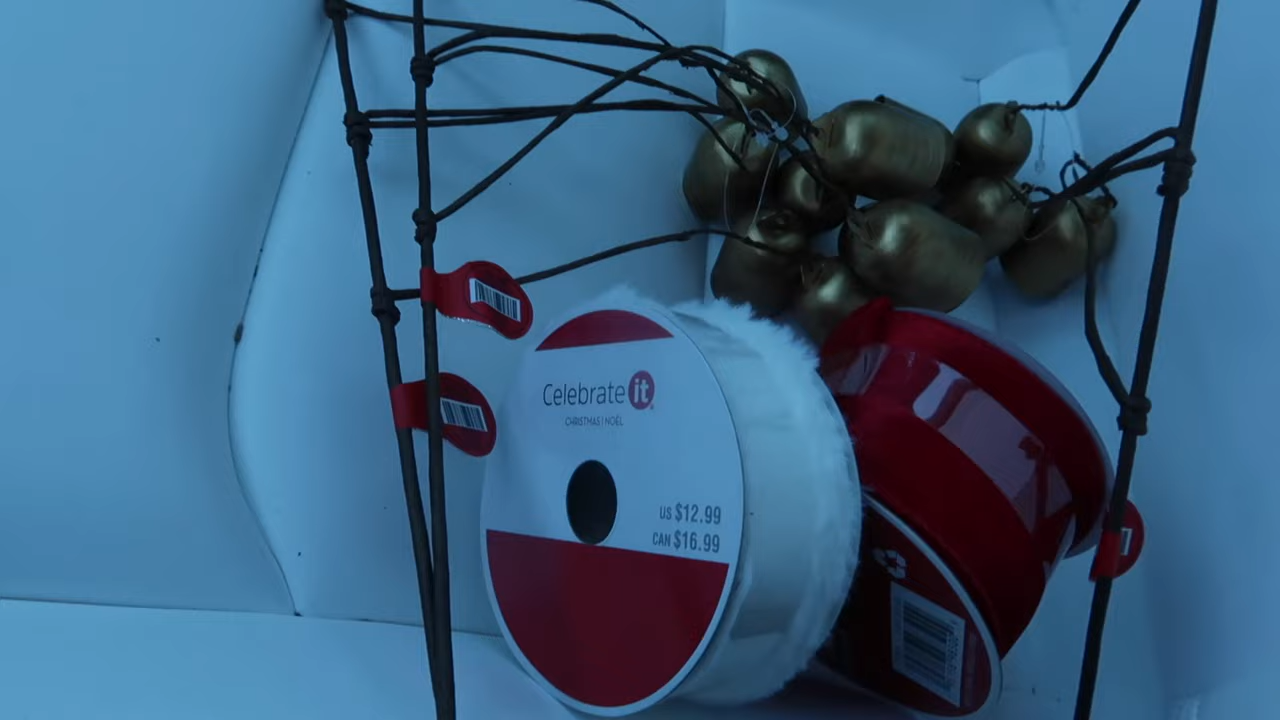 Celebrate it
CHRISTMAS | NOËL
US $12.99
CAN $16.99